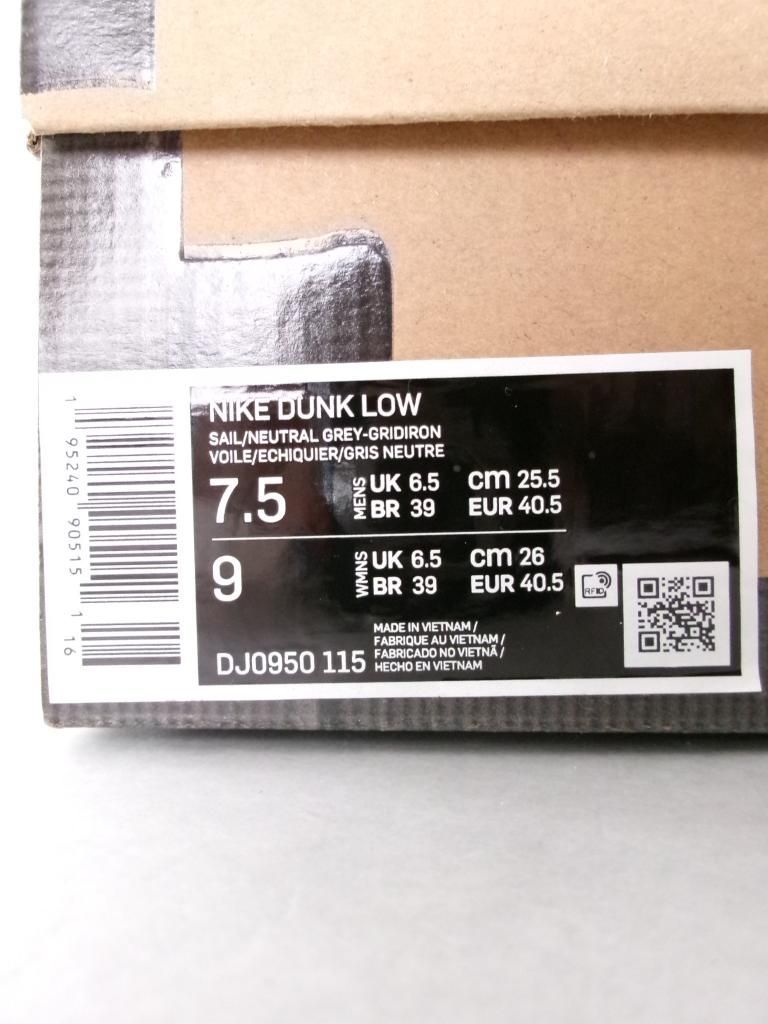 NIKE DUNK LOW
SAIL/NEUTRAL GREY-GRIDIRON
VOILE/ECHIQUIER/GRIS NEUTRE
7.5 MENS UK 6.5 cm 25.5
BR 39 EUR 40.5
9 WMNS UK 6.5 cm 26
BR 39 EUR 40.5
RFID
DJ0950 115
MADE IN VIETNAM /
FABRIQUE AU VIETNAM /
FABRICADO NO VIETNÃ /
HECHO EN VIETNAM
1 95240 90515 1 16